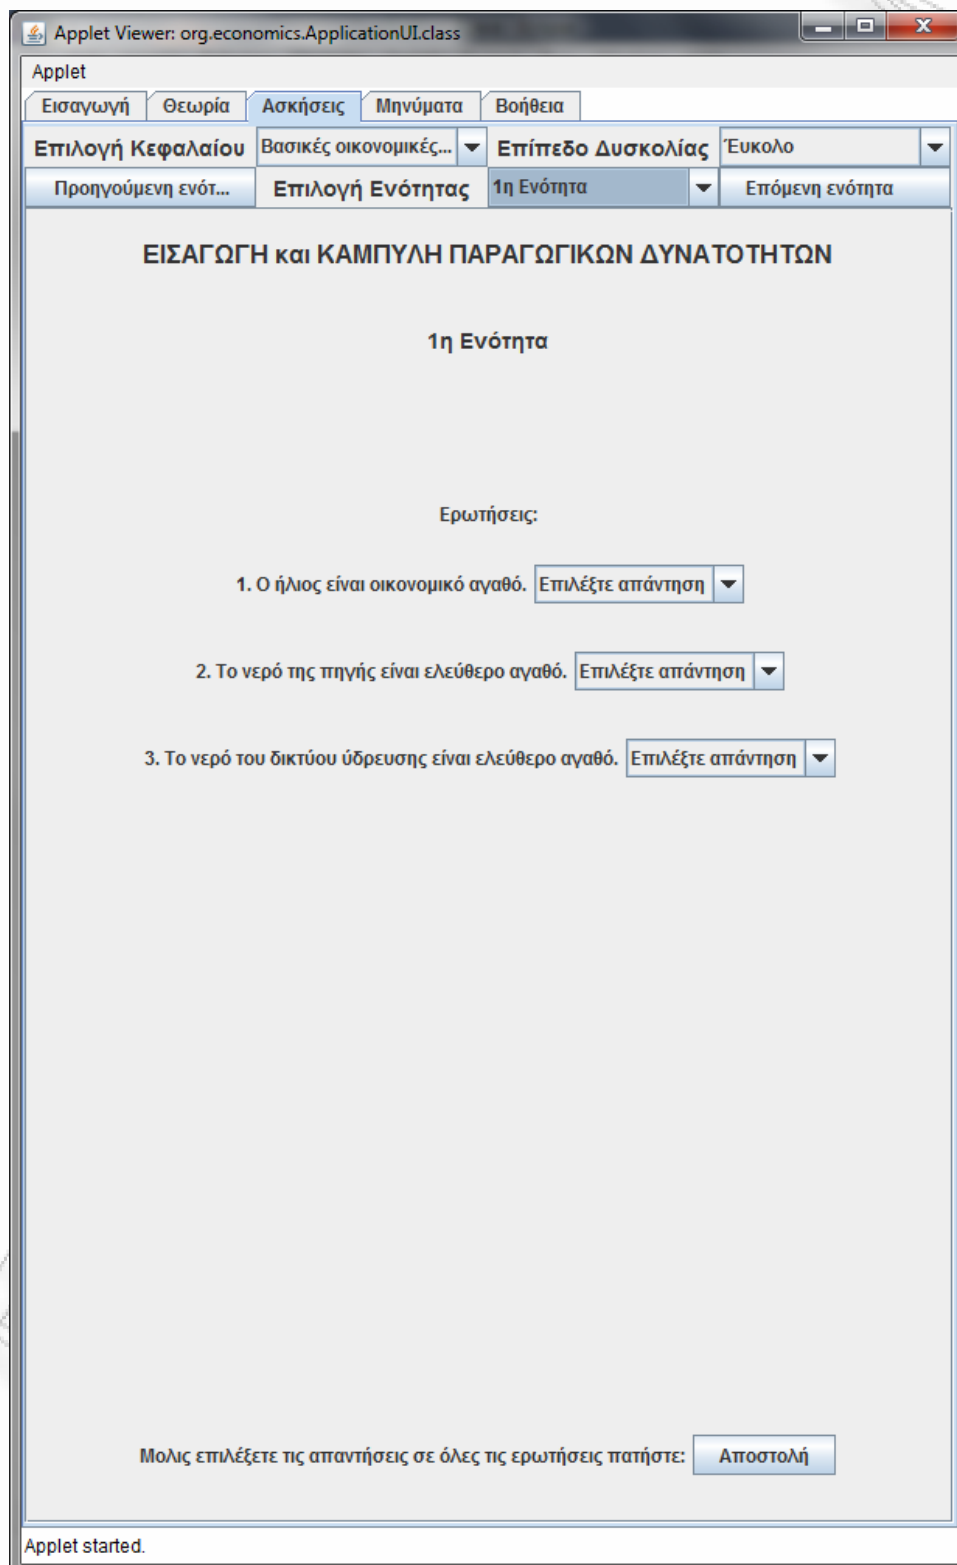 Applet Viewer: org.economics.ApplicationUI.class
Applet
Εισαγωγή Θεωρία Ασκήσεις Μηνύματα Βοήθεια
Επιλογή Κεφαλαίου Βασικές οικονομικές... Επίπεδο Δυσκολίας Έυκολο
Προηγούμενη ενότ... Επιλογή Ενότητας 1η Ενότητα Επόμενη ενότητα
ΕΙΣΑΓΩΓΗ και ΚΑΜΠΥΛΗ ΠΑΡΑΓΩΓΙΚΩΝ ΔΥΝΑΤΟΤΗΤΩΝ
1η Ενότητα
Ερωτήσεις:
1. Ο ήλιος είναι οικονομικό αγαθό. Επιλέξτε απάντηση
2. Το νερό της πηγής είναι ελεύθερο αγαθό. Επιλέξτε απάντηση
3. Το νερό του δικτύου ύδρευσης είναι ελεύθερο αγαθό. Επιλέξτε απάντηση
Μολις επιλέξετε τις απαντήσεις σε όλες τις ερωτήσεις πατήστε: Αποστολή
Applet started.